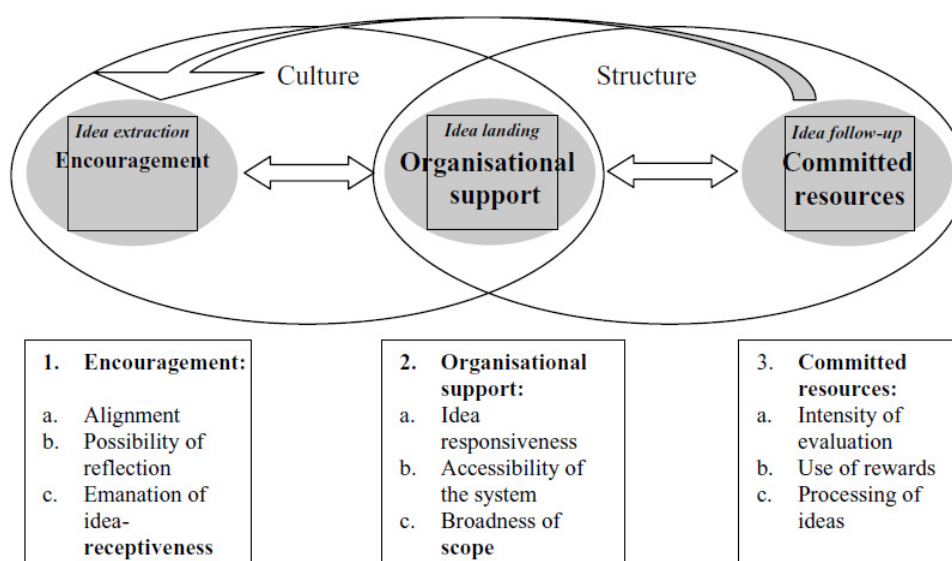 Culture
Structure
Idea extraction
Encouragement
Idea landing
Organisational
support
Idea follow-up
Committed
resources
1. Encouragement:
a. Alignment
b. Possibility of
reflection
c. Emanation of
idea-
receptiveness
2. Organisational
support:
a. Idea
responsiveness
b. Accessibility of
the system
c. Broadness of
scope
3. Committed
resources:
a. Intensity of
evaluation
b. Use of rewards
c. Processing of
ideas